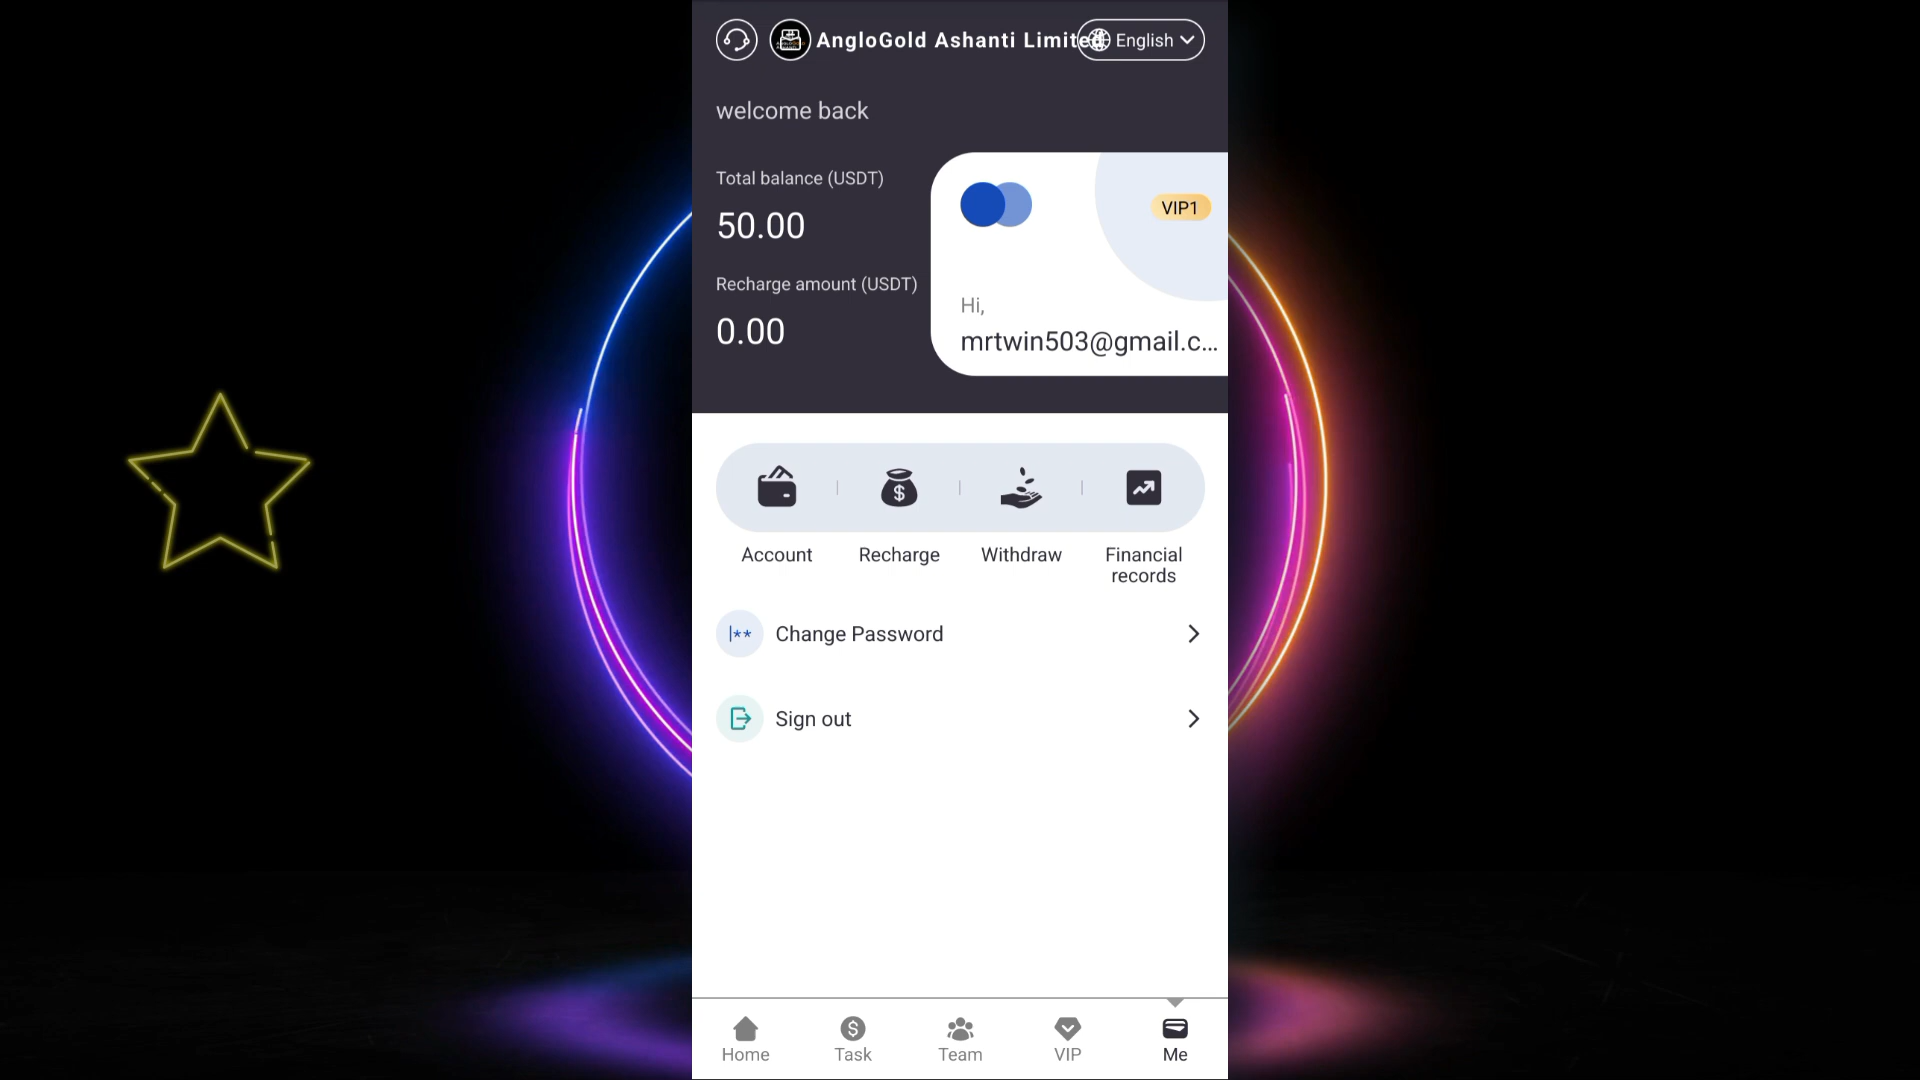 AngloGold Ashanti Limited
English
welcome back
Total balance (USDT)
50.00
VIP1
Recharge amount (USDT)
0.00
Hi,
mrtwin503@gmail.c...
Account
Recharge
Withdraw
Financial
records
|** Change Password
Sign out
Home
Task
Team
VIP
Me